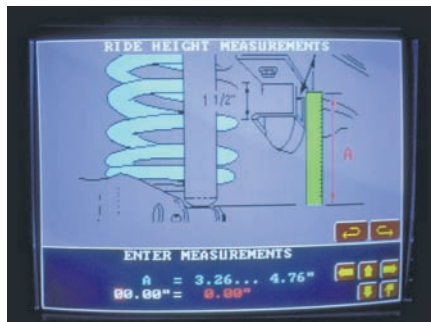 RIDE HEIGHT MEASUREMENTS
1 1/2"
A
ENTER MEASUREMENTS
A = 3.26... 4.76"
00.00"= 0.00"